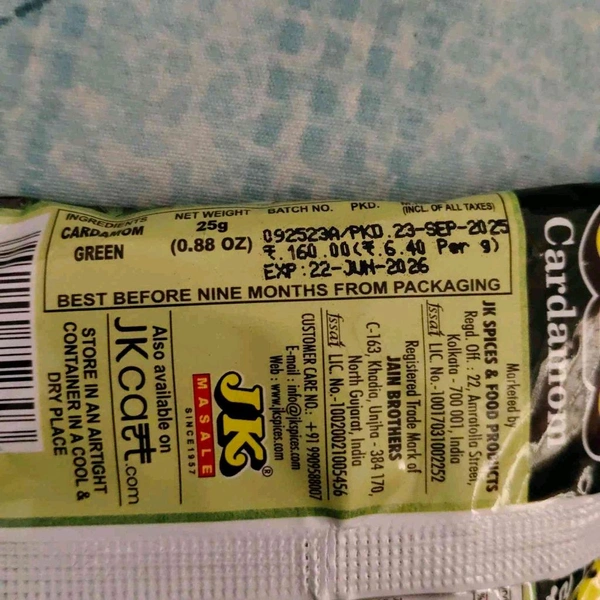 INGREDIENTS
CARDAMOM
GREEN
NET WEIGHT
25g
(0.88 OZ)
BATCH NO. PKD. (INCL. OF ALL TAXES)
092523A/PKD.23-SEP-2025
₹.160.00(₹.6.40 Per g)
EXP:22-JUN-2026
BEST BEFORE NINE MONTHS FROM PACKAGING
Marketed by
JK SPICES & FOOD PRODUCTS
Regd. Off : 22, Amratolla Street,
Kolkata - 700 001, India
fssai LIC. No.- 10017031002252
Registered Trade Mark of
JAIN BROTHERS
C-163, Khadia, Unjha - 384 170,
North Gujarat, India
fssai LIC. No.- 10020021005456
CUSTOMER CARE NO.: +91 9909588007
E-mail : info@jkspices.com
Web : www.jkspices.com
JK®
MASALE
SINCE 1957
Also available on
JKcart.com
STORE IN AN AIRTIGHT
CONTAINER IN A COOL &
DRY PLACE
Cardamom